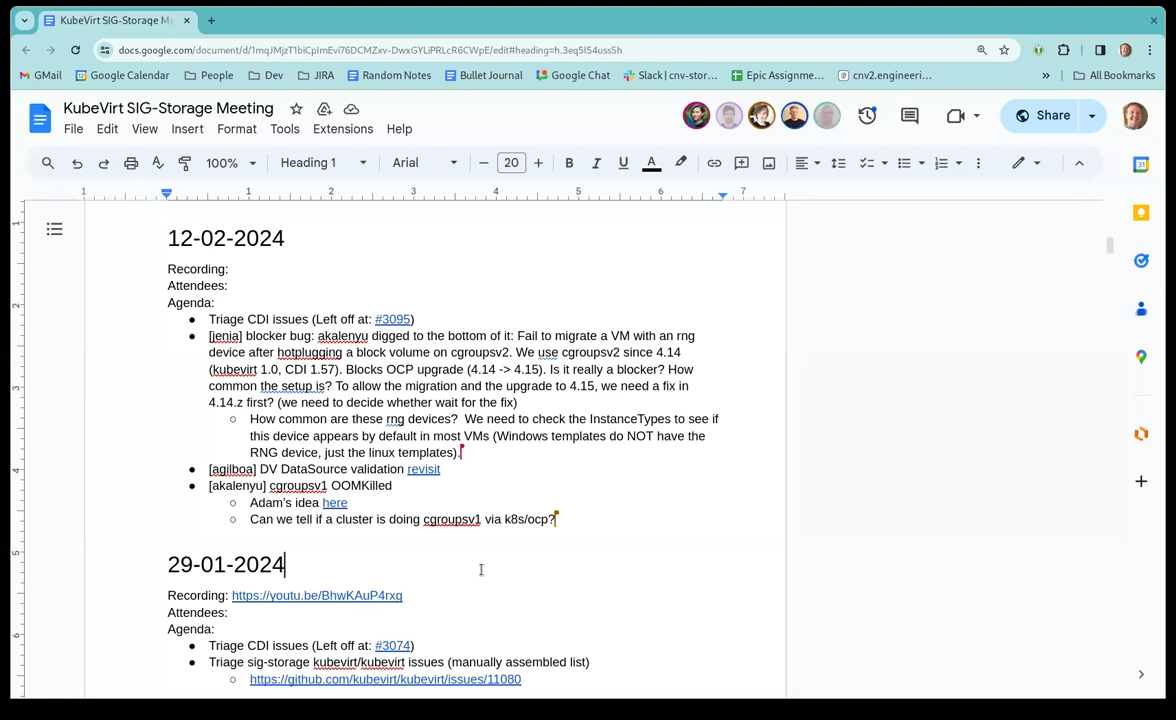 KubeVirt SIG-Storage Me
docs.google.com/document/d/1mqJMjzT1biCpImEvi76DCMZxv-DwxGYLiPRLcR6CWpE/edit#heading=h.3eq5l54uss5h
GMail Google Calendar People Dev JIRA Random Notes Bullet Journal Google Chat Slack | cnv-stor... Epic Assignme... cnv2.engineeri... » All Bookmarks
KubeVirt SIG-Storage Meeting
Share
File Edit View Insert Format Tools Extensions Help
100% Heading 1 Arial 20
1 1 2 3 4 5 6 7
12-02-2024
Recording:
Attendees:
Agenda:
● Triage CDI issues (Left off at: #3095)
● [jenia] blocker bug: akalenyu digged to the bottom of it: Fail to migrate a VM with an rng
device after hotplugging a block volume on cgroupsv2. We use cgroupsv2 since 4.14
(kubevirt 1.0, CDI 1.57). Blocks OCP upgrade (4.14 -> 4.15). Is it really a blocker? How
common the setup is? To allow the migration and the upgrade to 4.15, we need a fix in
4.14.z first? (we need to decide whether wait for the fix)
○ How common are these rng devices? We need to check the InstanceTypes to see if
this device appears by default in most VMs (Windows templates do NOT have the
RNG device, just the linux templates).
● [agilboa] DV DataSource validation revisit
● [akalenyu] cgroupsv1 OOMKilled
○ Adam's idea here
○ Can we tell if a cluster is doing cgroupsv1 via k8s/ocp?
29-01-2024
Recording: https://youtu.be/BhwKAuP4rxq
Attendees:
Agenda:
● Triage CDI issues (Left off at: #3074)
● Triage sig-storage kubevirt/kubevirt issues (manually assembled list)
○ https://github.com/kubevirt/kubevirt/issues/11080